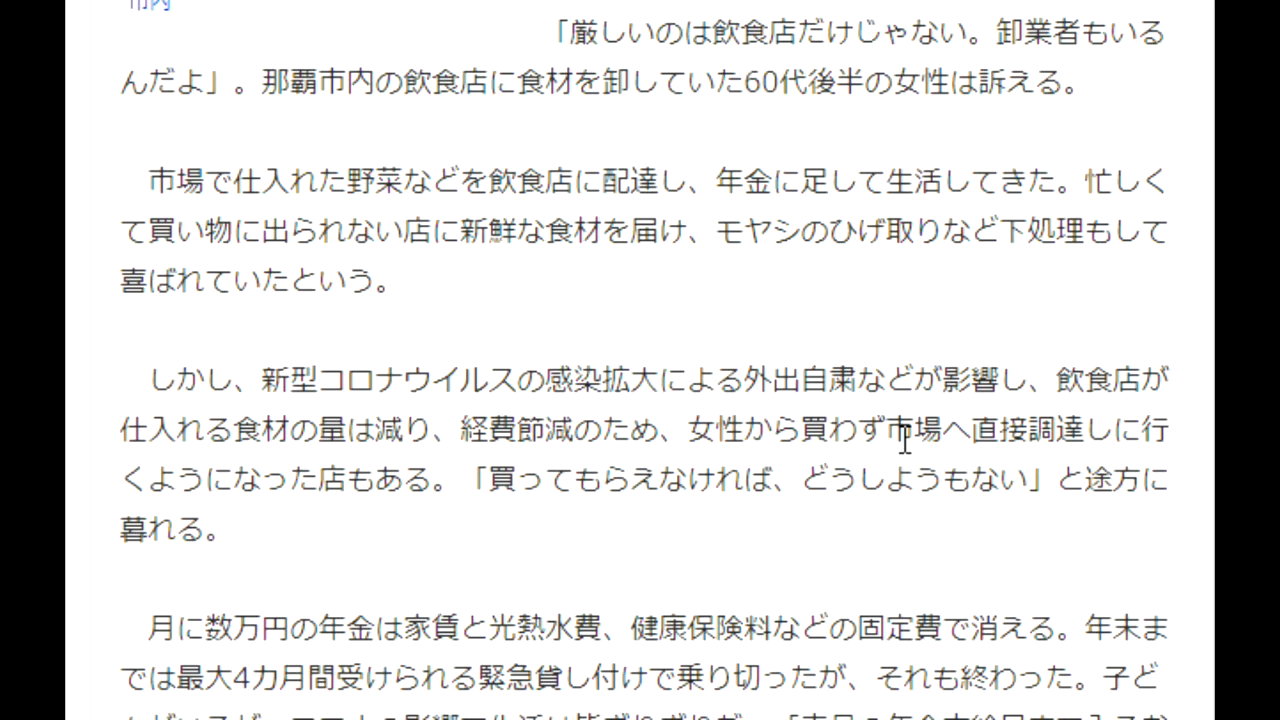 市内
「厳しいのは飲食店だけじゃない。卸業者もいる
んだよ」。那覇市内の飲食店に食材を卸していた60代後半の女性は訴える。
市場で仕入れた野菜などを飲食店に配達し、年金に足して生活してきた。忙しく
て買い物に出られない店に新鮮な食材を届け、モヤシのひげ取りなど下処理もして
喜ばれていたという。
しかし、新型コロナウイルスの感染拡大による外出自粛などが影響し、飲食店が
仕入れる食材の量は減り、経費節減のため、女性から買わず市場へ直接調達しに行
くようになった店もある。「買ってもらえなければ、どうしようもない」と途方に
暮れる。
月に数万円の年金は家賃と光熱水費、健康保険料などの固定費で消える。年末ま
では最大4カ月間受けられる緊急貸し付けで乗り切ったが、それも終わった。子ど